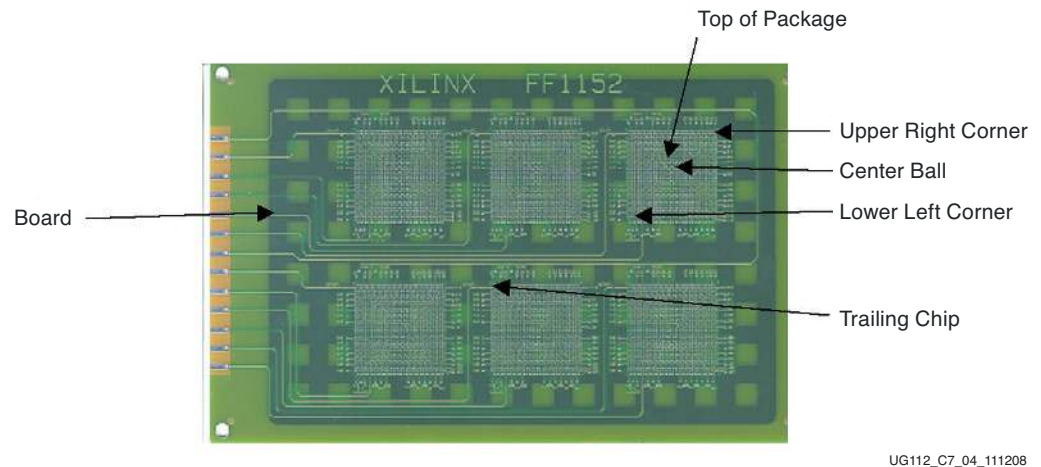 Top of Package
XILINX FF1152
Upper Right Corner
Center Ball
Board
Lower Left Corner
Trailing Chip
UG112_C7_04_111208